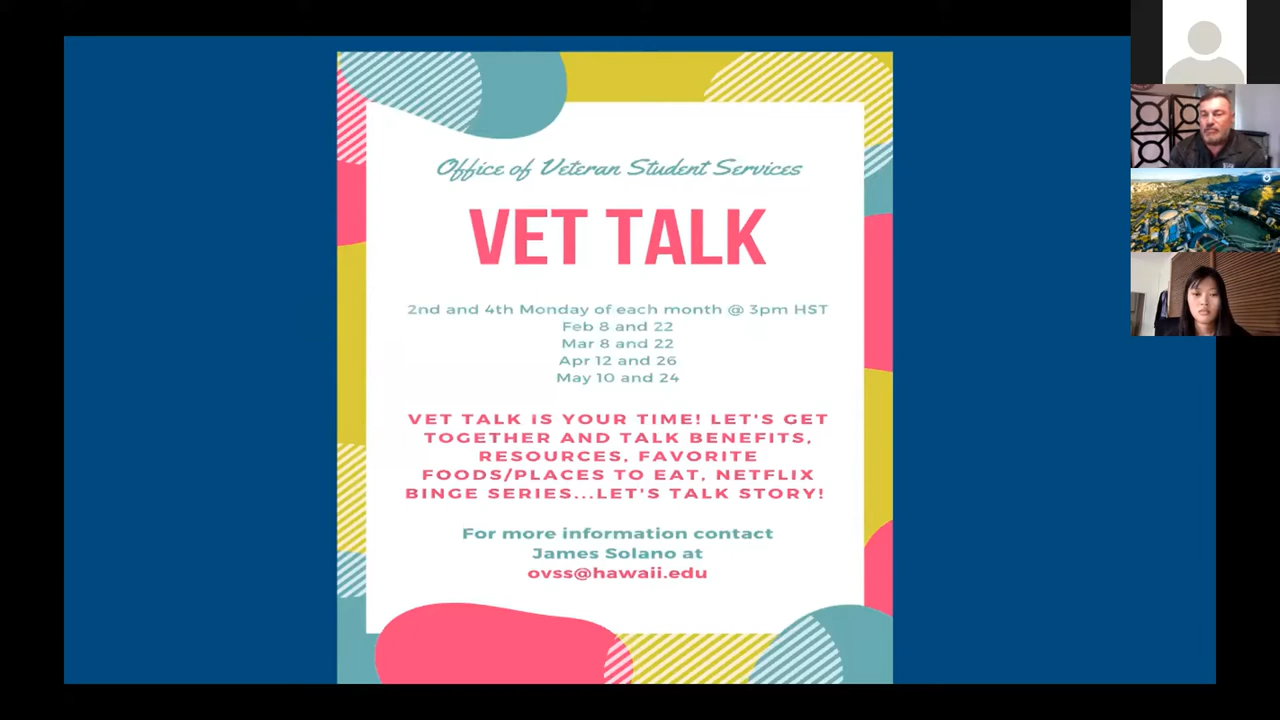 Office of Veteran Student Services
VET TALK
2nd and 4th Monday of each month @ 3pm HST
Feb 8 and 22
Mar 8 and 22
Apr 12 and 26
May 10 and 24
VET TALK IS YOUR TIME! LET'S GET
TOGETHER AND TALK BENEFITS,
RESOURCES, FAVORITE
FOODS/PLACES TO EAT, NETFLIX
BINGE SERIES...LET'S TALK STORY!
For more information contact
James Solano at
ovss@hawaii.edu